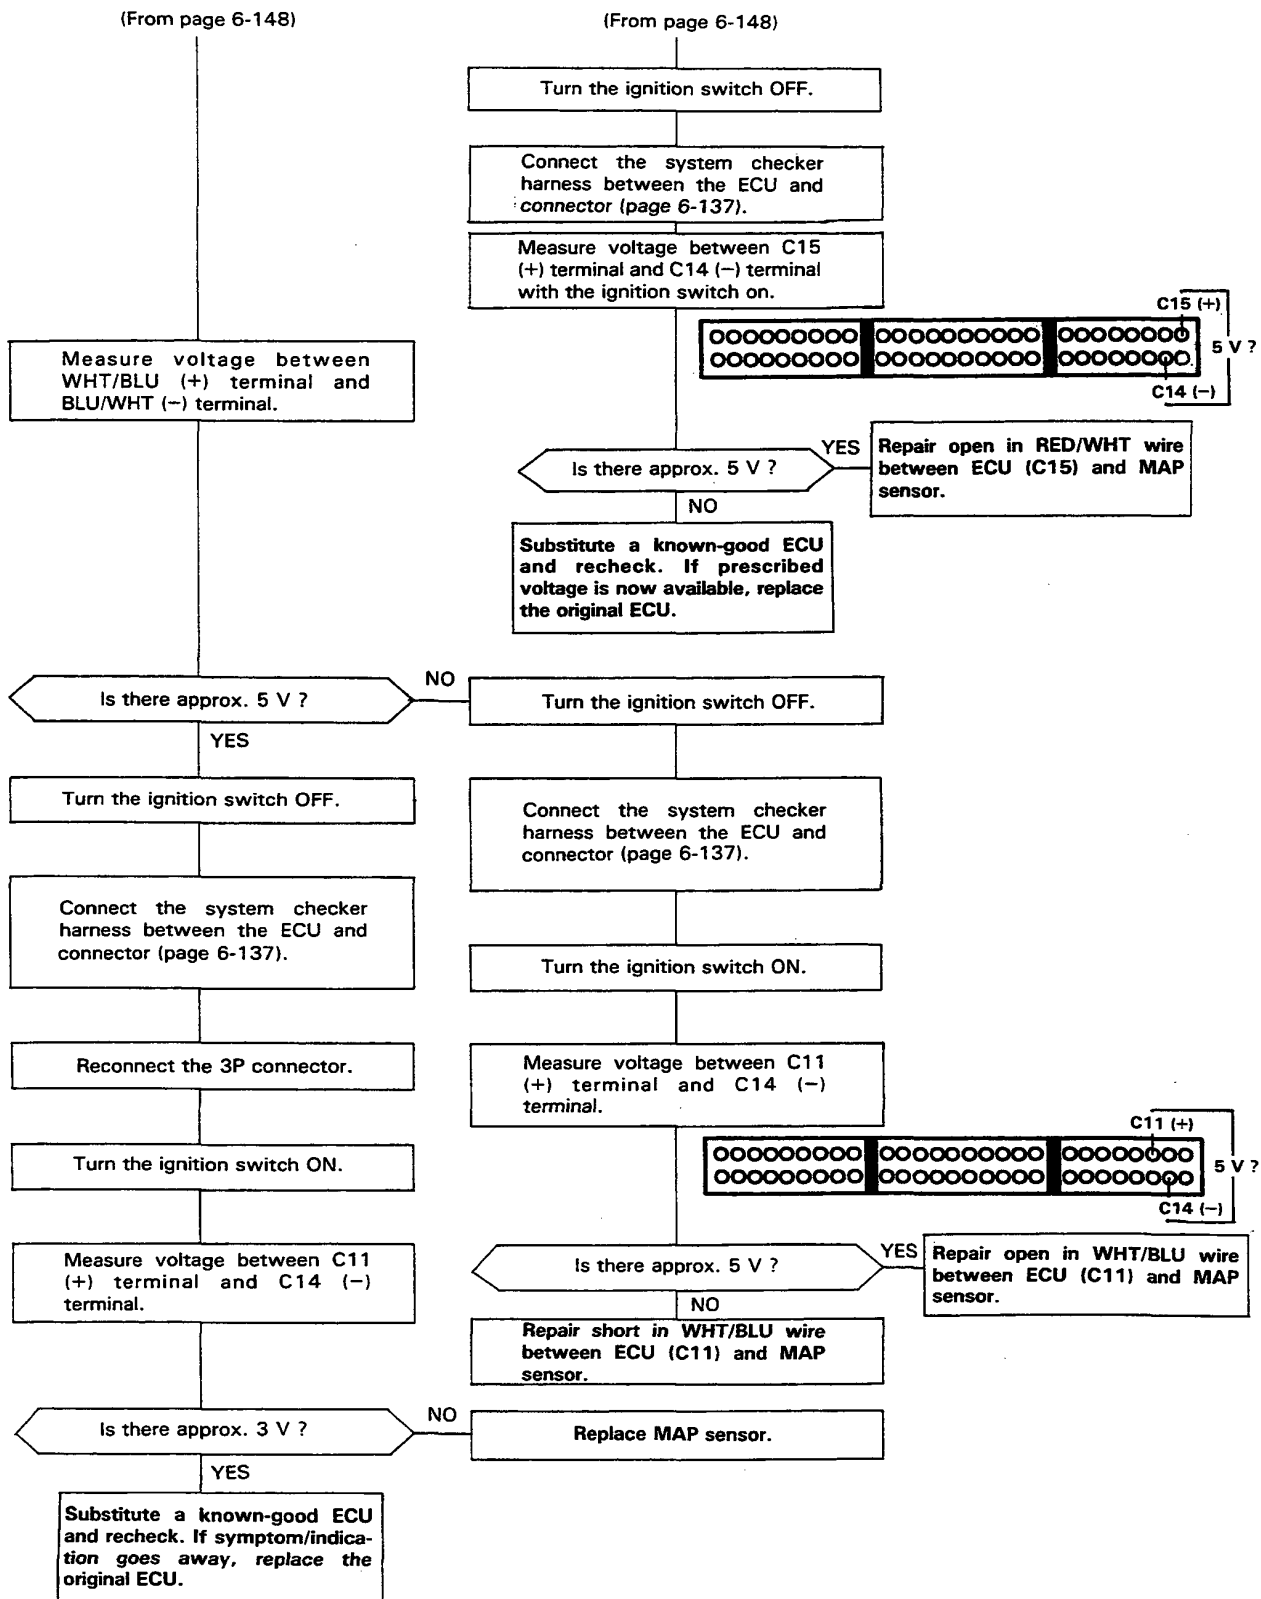 (From page 6-148)
(From page 6-148)
Turn the ignition switch OFF.
Connect the system checker
harness between the ECU and
connector (page 6-137).
Measure voltage between C15
(+) terminal and C14 (−) terminal
with the ignition switch on.
C15 (+)
5 V ?
C14 (−)
Measure voltage between
WHT/BLU (+) terminal and
BLU/WHT (−) terminal.
Is there approx. 5 V ?
YES
Repair open in RED/WHT wire
between ECU (C15) and MAP
sensor.
NO
Substitute a known-good ECU
and recheck. If prescribed
voltage is now available, replace
the original ECU.
Is there approx. 5 V ?
NO
Turn the ignition switch OFF.
YES
Turn the ignition switch OFF.
Connect the system checker
harness between the ECU and
connector (page 6-137).
Connect the system checker
harness between the ECU and
connector (page 6-137).
Turn the ignition switch ON.
Reconnect the 3P connector.
Measure voltage between C11
(+) terminal and C14 (−)
terminal.
C11 (+)
5 V ?
C14 (−)
Turn the ignition switch ON.
Measure voltage between C11
(+) terminal and C14 (−)
terminal.
Is there approx. 5 V ?
YES
Repair open in WHT/BLU wire
between ECU (C11) and MAP
sensor.
NO
Repair short in WHT/BLU wire
between ECU (C11) and MAP
sensor.
Is there approx. 3 V ?
NO
Replace MAP sensor.
YES
Substitute a known-good ECU
and recheck. If symptom/indica-
tion goes away, replace the
original ECU.